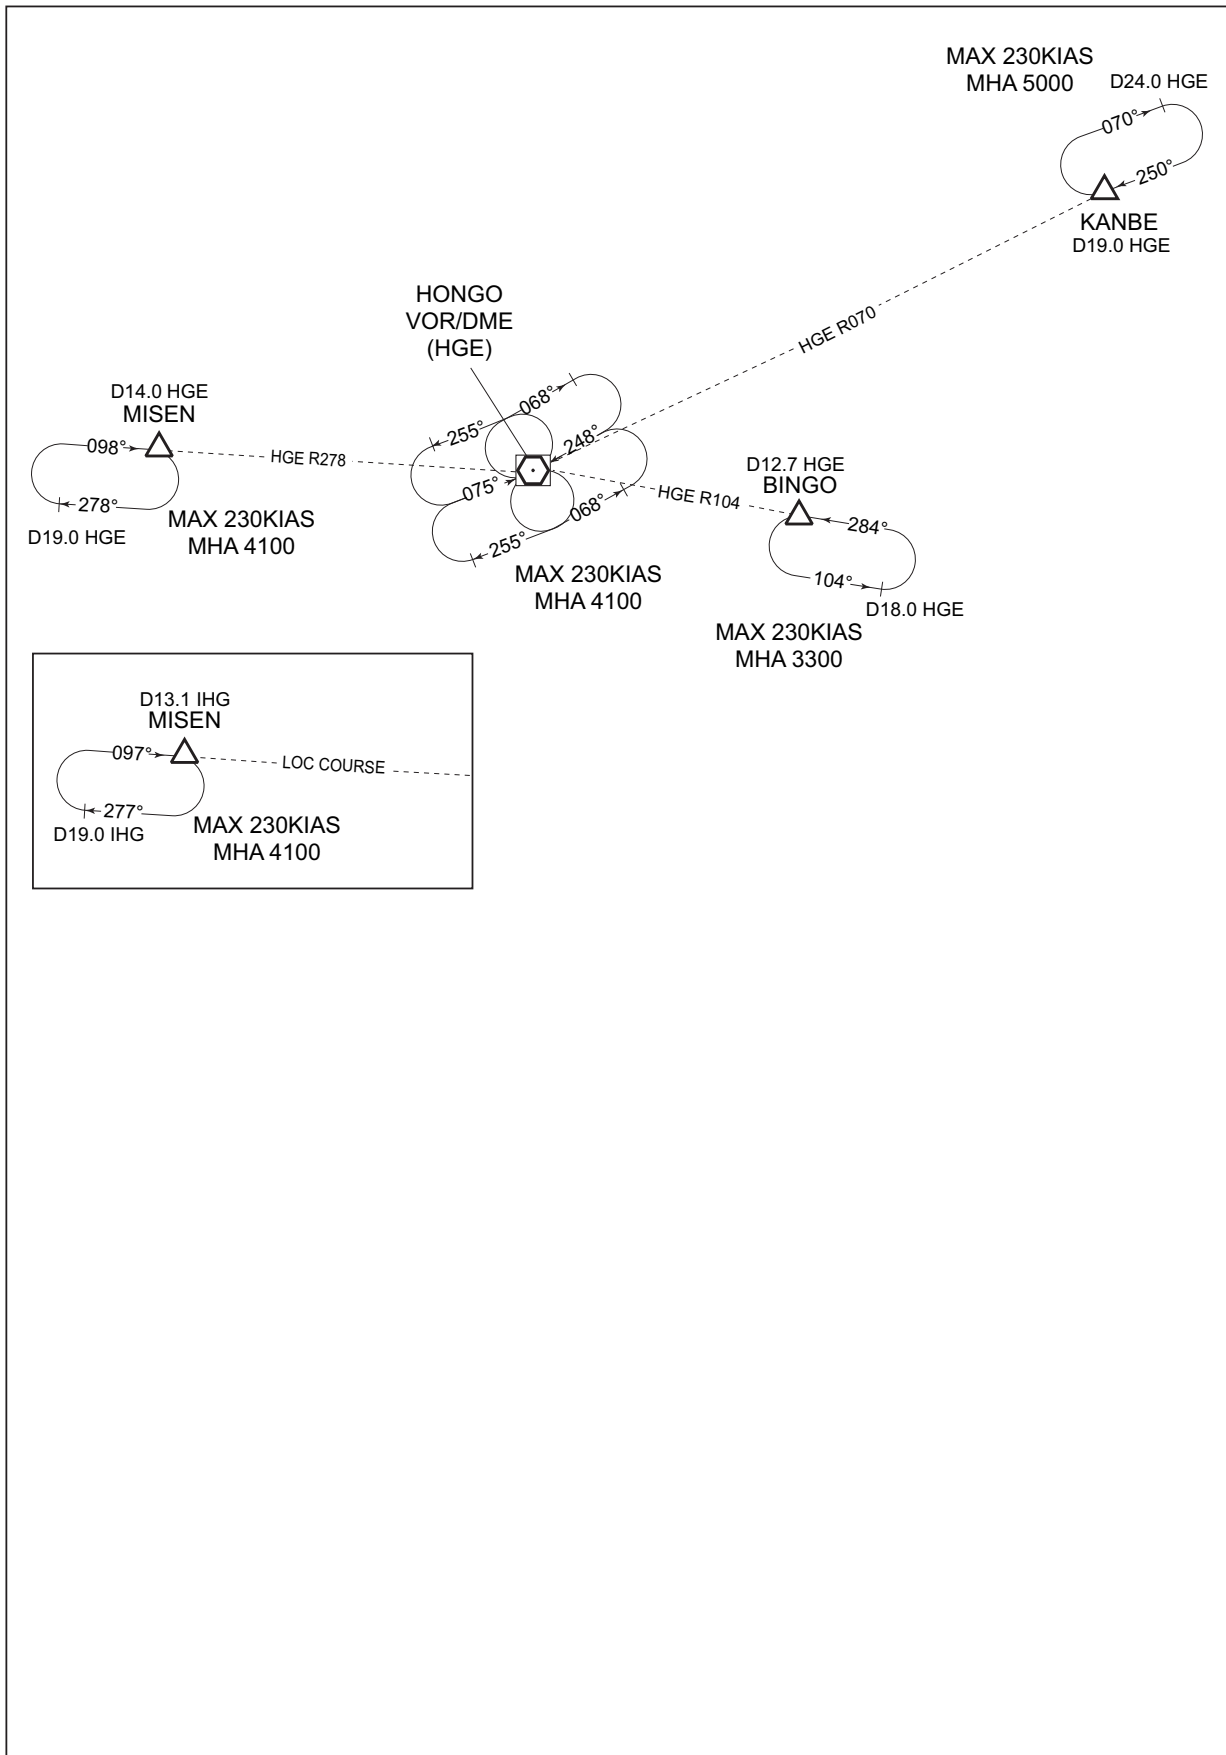 MAX 230KIAS
MHA 5000
D24.0 HGE
070°
250°
KANBE
D19.0 HGE
HGE R070
HONGO
VOR/DME
(HGE)
D14.0 HGE
MISEN
098°
278°
D19.0 HGE
MAX 230KIAS
MHA 4100
HGE R278
068°
255°
248°
075°
068°
255°
MAX 230KIAS
MHA 4100
HGE R104
D12.7 HGE
BINGO
284°
104°
D18.0 HGE
MAX 230KIAS
MHA 3300
D13.1 IHG
MISEN
097°
LOC COURSE
277°
D19.0 IHG
MAX 230KIAS
MHA 4100